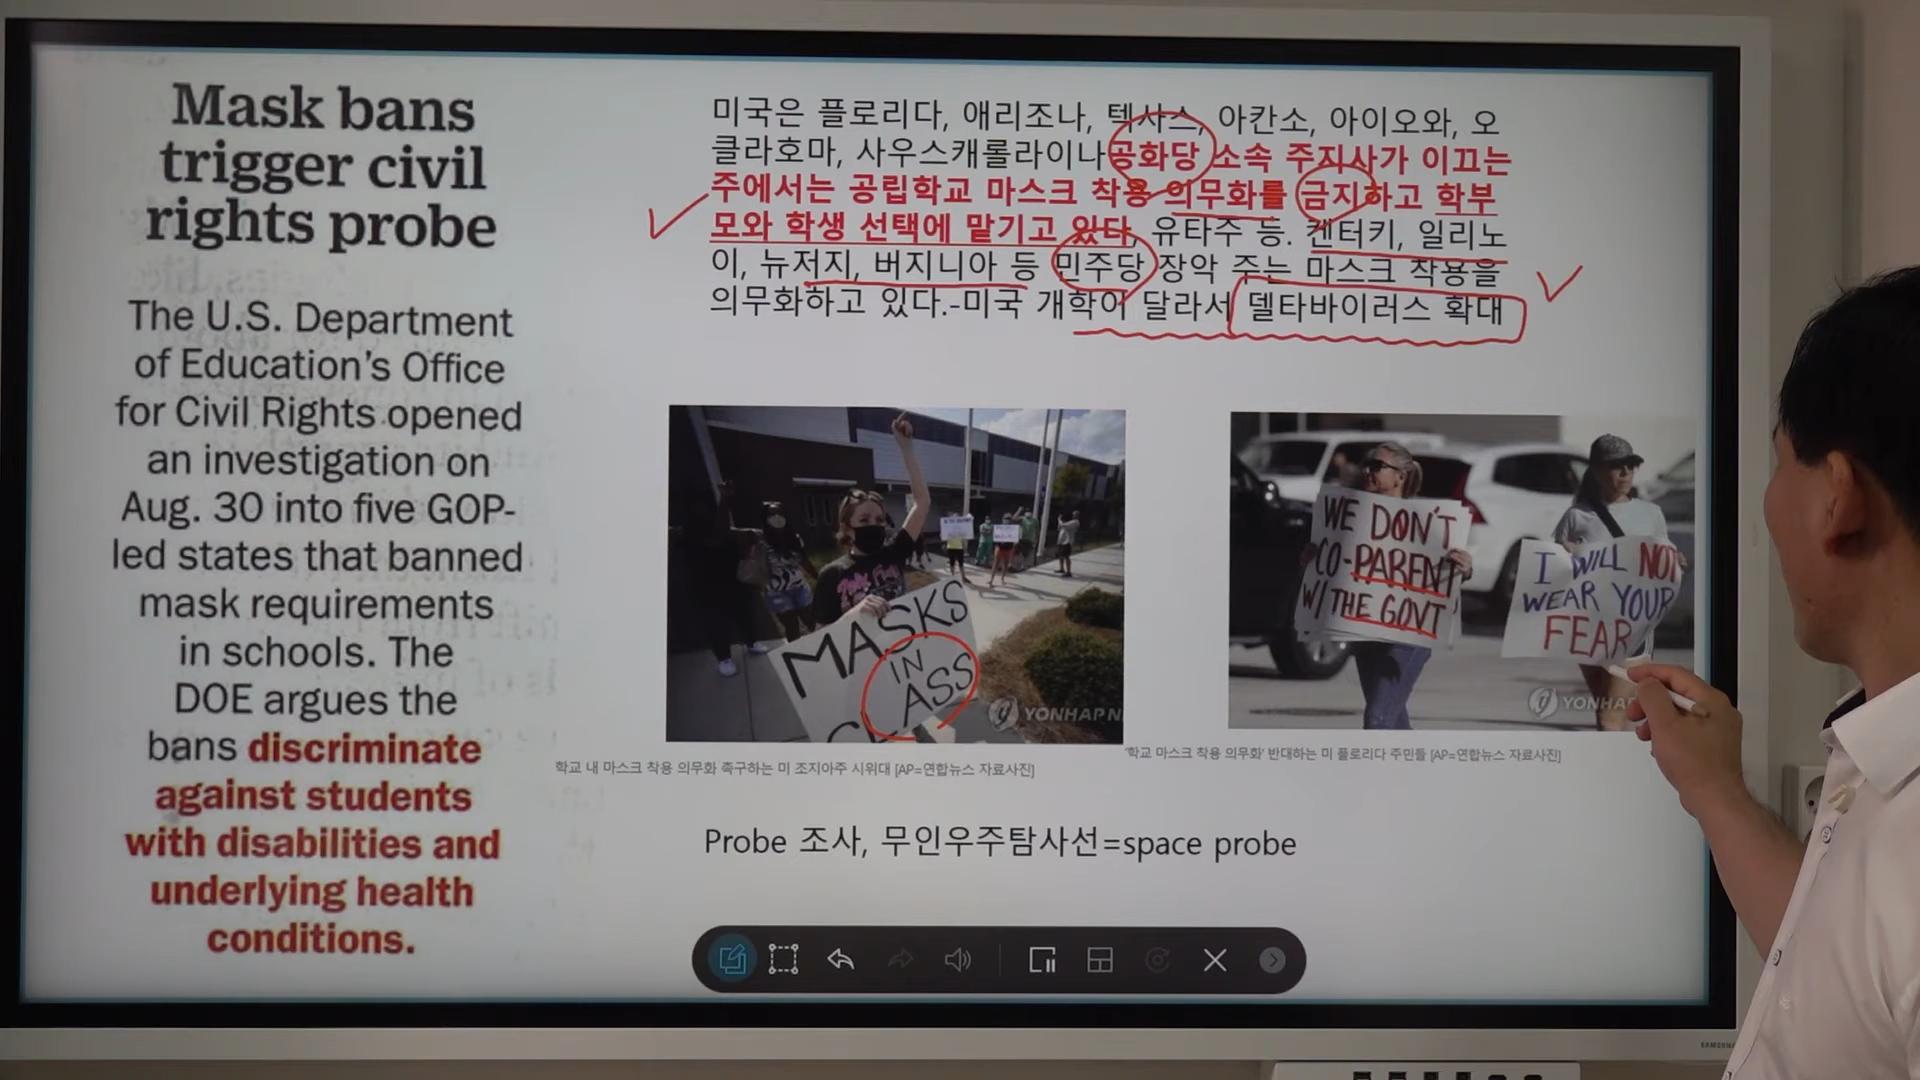 Mask bans
trigger civil
rights probe
The U.S. Department
of Education's Office
for Civil Rights opened
an investigation on
Aug. 30 into five GOP-
led states that banned
mask requirements
in schools. The
DOE argues the
bans discriminate
against students
with disabilities and
underlying health
conditions.
미국은 플로리다, 애리조나, 텍사스, 아칸소, 아이오와, 오
클라호마, 사우스캐롤라이나 공화당 소속 주지사가 이끄는
주에서는 공립학교 마스크 착용 의무화를 금지하고 학부
모와 학생 선택에 맡기고 있다, 유타주 등. 켄터키, 일리노
이, 뉴저지, 버지니아 등 민주당 장악 주는 마스크 착용을
의무화하고 있다.-미국 개학어 달라서 델타바이러스 확대
MASKS
IN
ASS
YONHAP N
WE DON'T
CO-PARENT
W/ THE GOVT
I WILL NOT
WEAR YOUR
FEAR
YONHAP
학교 내 마스크 착용 의무화 촉구하는 미 조지아주 시위대 [AP=연합뉴스 자료사진]
'학교 마스크 착용 의무화' 반대하는 미 플로리다 주민들 [AP=연합뉴스 자료사진]
Probe 조사, 무인우주탐사선=space probe
SAMSUNG